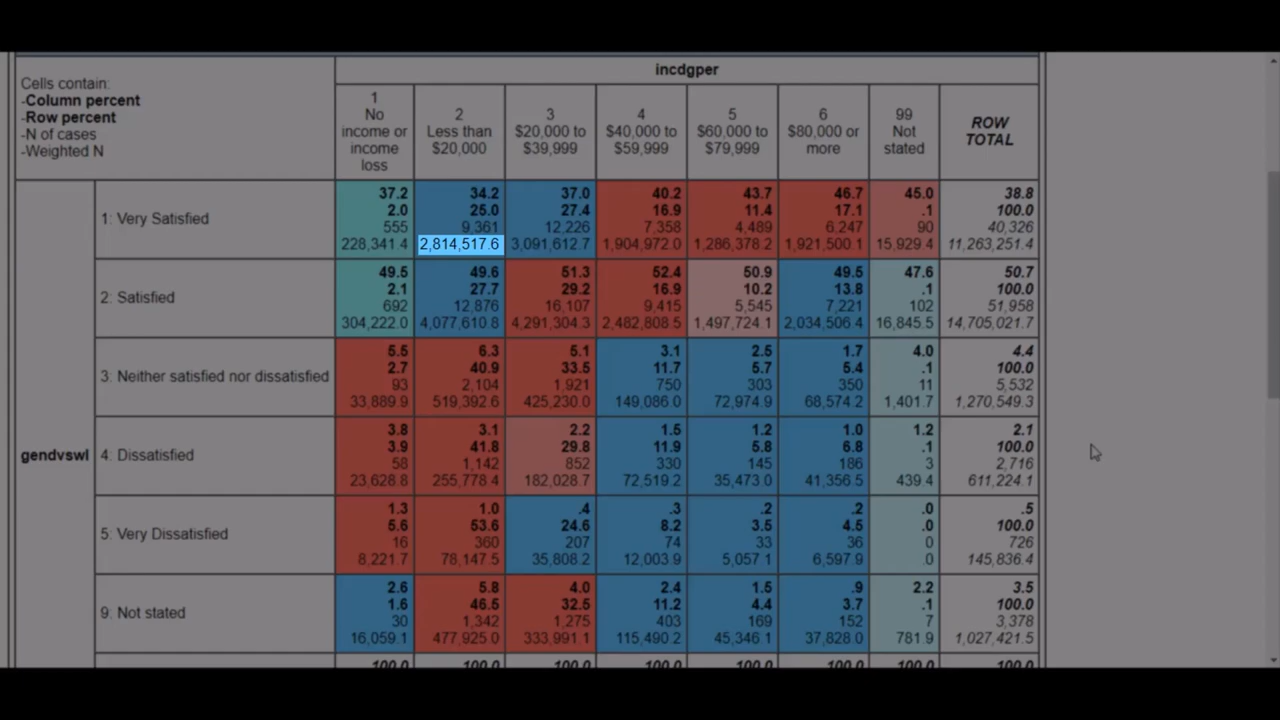 incdgper
Cells contain:
-Column percent
-Row percent
-N of cases
-Weighted N
1 No income or income loss
2 Less than $20,000
3 $20,000 to $39,999
4 $40,000 to $59,999
5 $60,000 to $79,999
6 $80,000 or more
99 Not stated
ROW TOTAL
gendvswl
1: Very Satisfied
37.2 34.2 37.0 40.2 43.7 46.7 45.0 38.8
2.0 25.0 27.4 16.9 11.4 17.1 .1 100.0
555 9,361 12,226 7,358 4,489 6,247 90 40,326
228,341.4 2,814,517.6 3,091,612.7 1,904,972.0 1,286,378.2 1,921,500.1 15,929.4 11,263,251.4
2: Satisfied
49.5 49.6 51.3 52.4 50.9 49.5 47.6 50.7
2.1 27.7 29.2 16.9 10.2 13.8 .1 100.0
692 12,876 16,107 9,415 5,545 7,221 102 51,958
304,222.0 4,077,610.8 4,291,304.3 2,482,808.5 1,497,724.1 2,034,506.4 16,845.5 14,705,021.7
3: Neither satisfied nor dissatisfied
5.5 6.3 5.1 3.1 2.5 1.7 4.0 4.4
2.7 40.9 33.5 11.7 5.7 5.4 .1 100.0
93 2,104 1,921 750 303 350 11 5,532
33,889.9 519,392.6 425,230.0 149,086.0 72,974.9 68,574.2 1,401.7 1,270,549.3
4: Dissatisfied
3.8 3.1 2.2 1.5 1.2 1.0 1.2 2.1
3.9 41.8 29.8 11.9 5.8 6.8 .1 100.0
58 1,142 852 330 145 186 3 2,716
23,628.8 255,778.4 182,028.7 72,519.2 35,473.0 41,356.5 439.4 611,224.1
5: Very Dissatisfied
1.3 1.0 .4 .3 .2 .2 .0 .5
5.6 53.6 24.6 8.2 3.5 4.5 .0 100.0
16 360 207 74 33 36 0 726
8,221.7 78,147.5 35,808.2 12,003.9 5,057.1 6,597.9 .0 145,836.4
9: Not stated
2.6 5.8 4.0 2.4 1.5 .9 2.2 3.5
1.6 46.5 32.5 11.2 4.4 3.7 .1 100.0
30 1,342 1,275 403 169 152 7 3,378
16,059.1 477,925.0 333,991.1 115,490.2 45,346.1 37,828.0 781.9 1,027,421.5
100.0 100.0 100.0 100.0 100.0 100.0 100.0 100.0